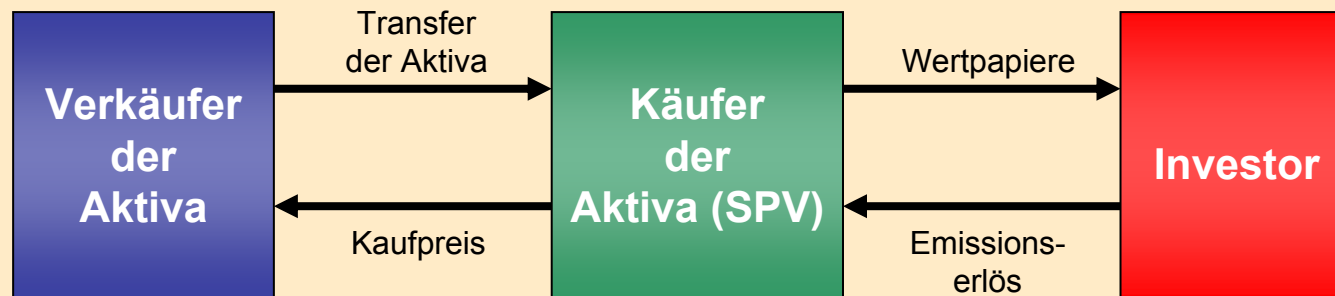 Verkäufer
der
Aktiva
Transfer
der Aktiva
Kaufpreis
Käufer
der
Aktiva (SPV)
Wertpapiere
Emissions-
erlös
Investor